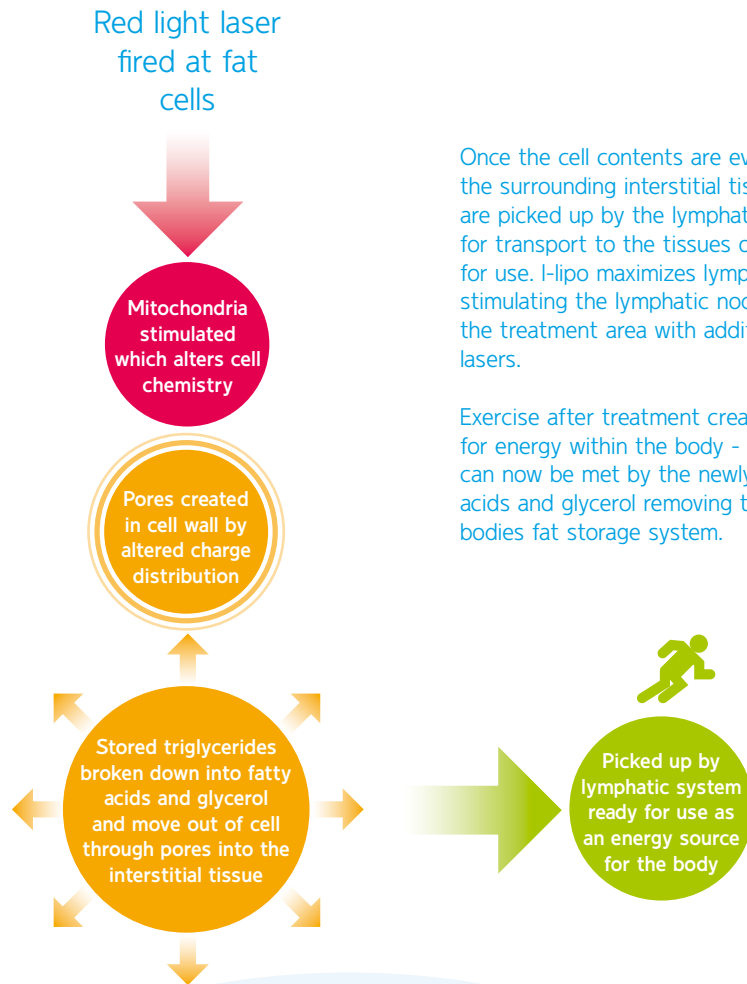 Red light laser
fired at fat
cells
Mitochondria
stimulated
which alters cell
chemistry
Pores created
in cell wall by
altered charge
distribution
Stored triglycerides
broken down into fatty
acids and glycerol
and move out of cell
through pores into the
interstitial tissue
Once the cell contents are
the surrounding interstitial
are picked up by the
for transport to the tissues
for use. I-lipo maximizes
stimulating the lymphatic
the treatment area with
lasers.
Exercise after treatment
for energy within the body -
can now be met by the newly
acids and glycerol removing
bodies fat storage system.
Picked up by
lymphatic system
ready for use as
an energy source
for the body